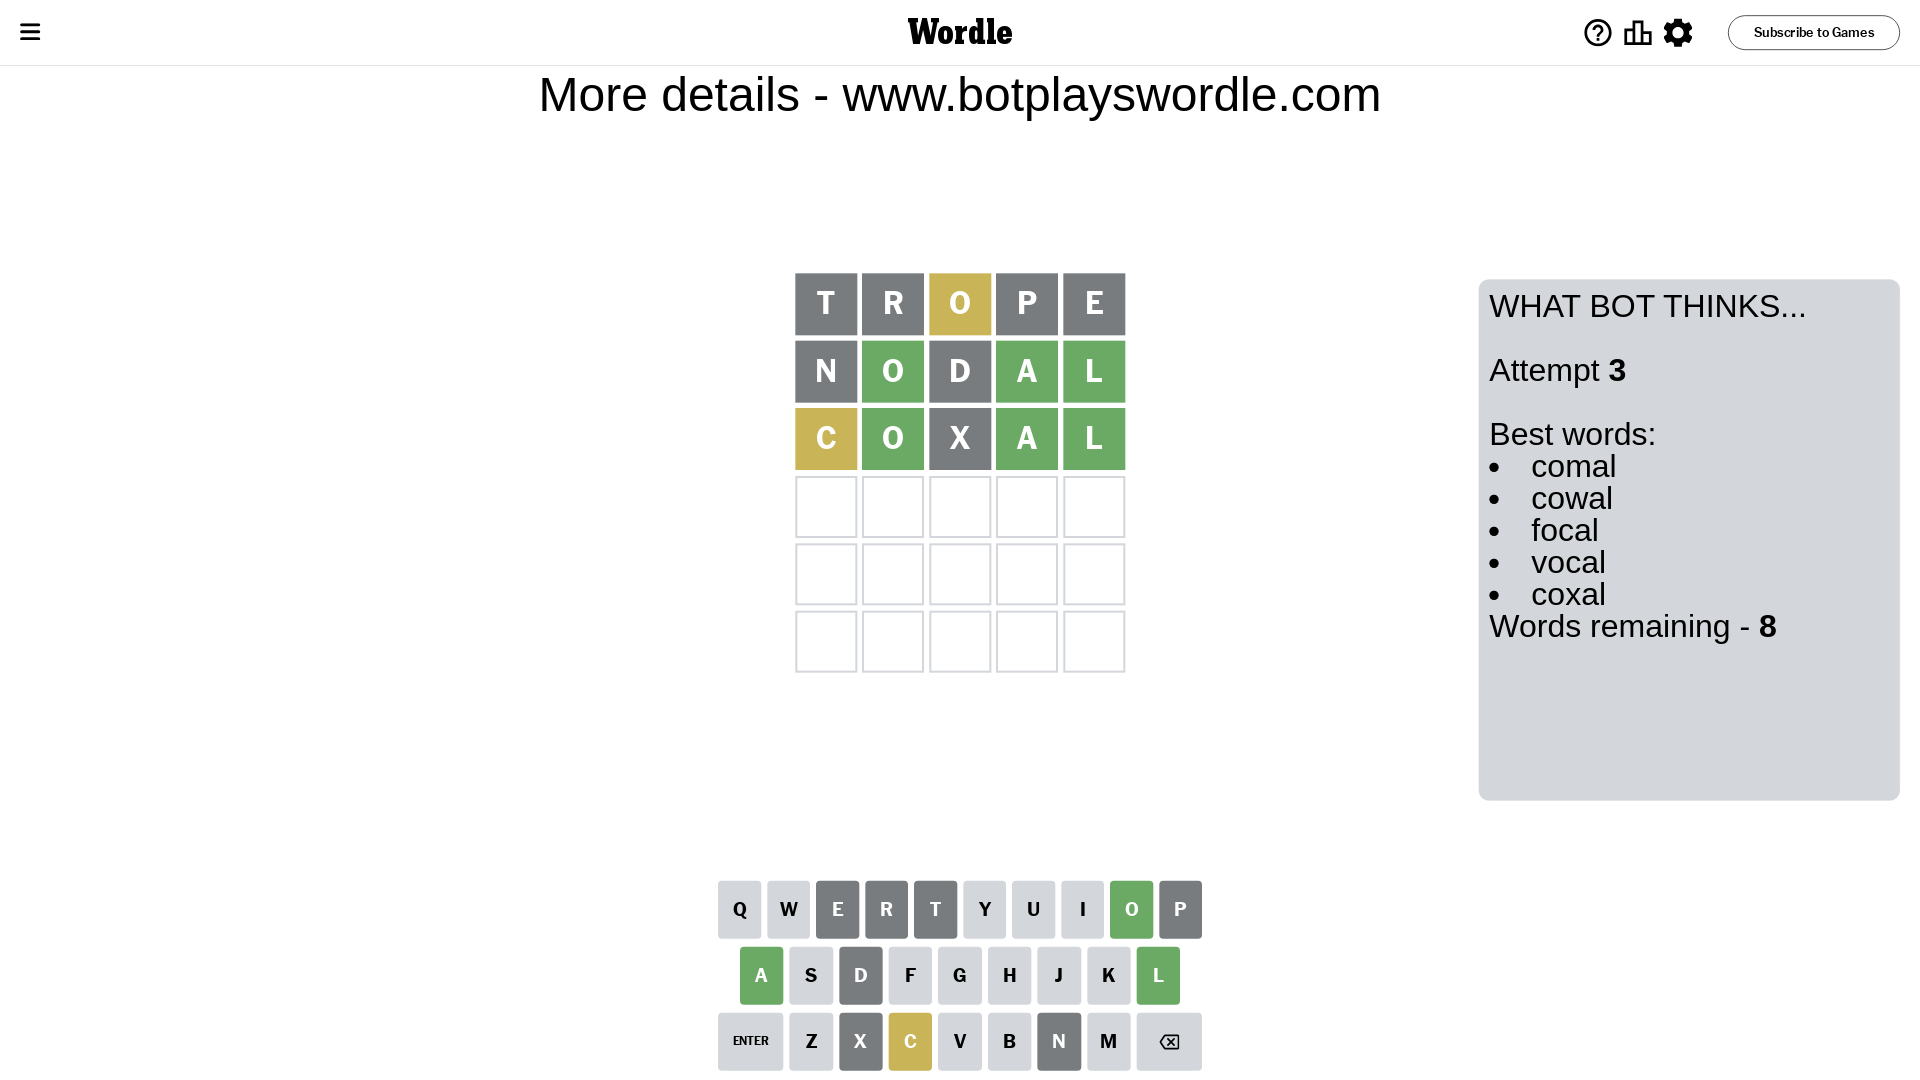 Wordle
Subscribe to Games
More details - www.botplayswordle.com
T R O P E
N O D A L
C O X A L
WHAT BOT THINKS...
Attempt 3
Best words:
• comal
• cowal
• focal
• vocal
• coxal
Words remaining - 8
Q W E R T Y U I O P
A S D F G H J K L
ENTER Z X C V B N M